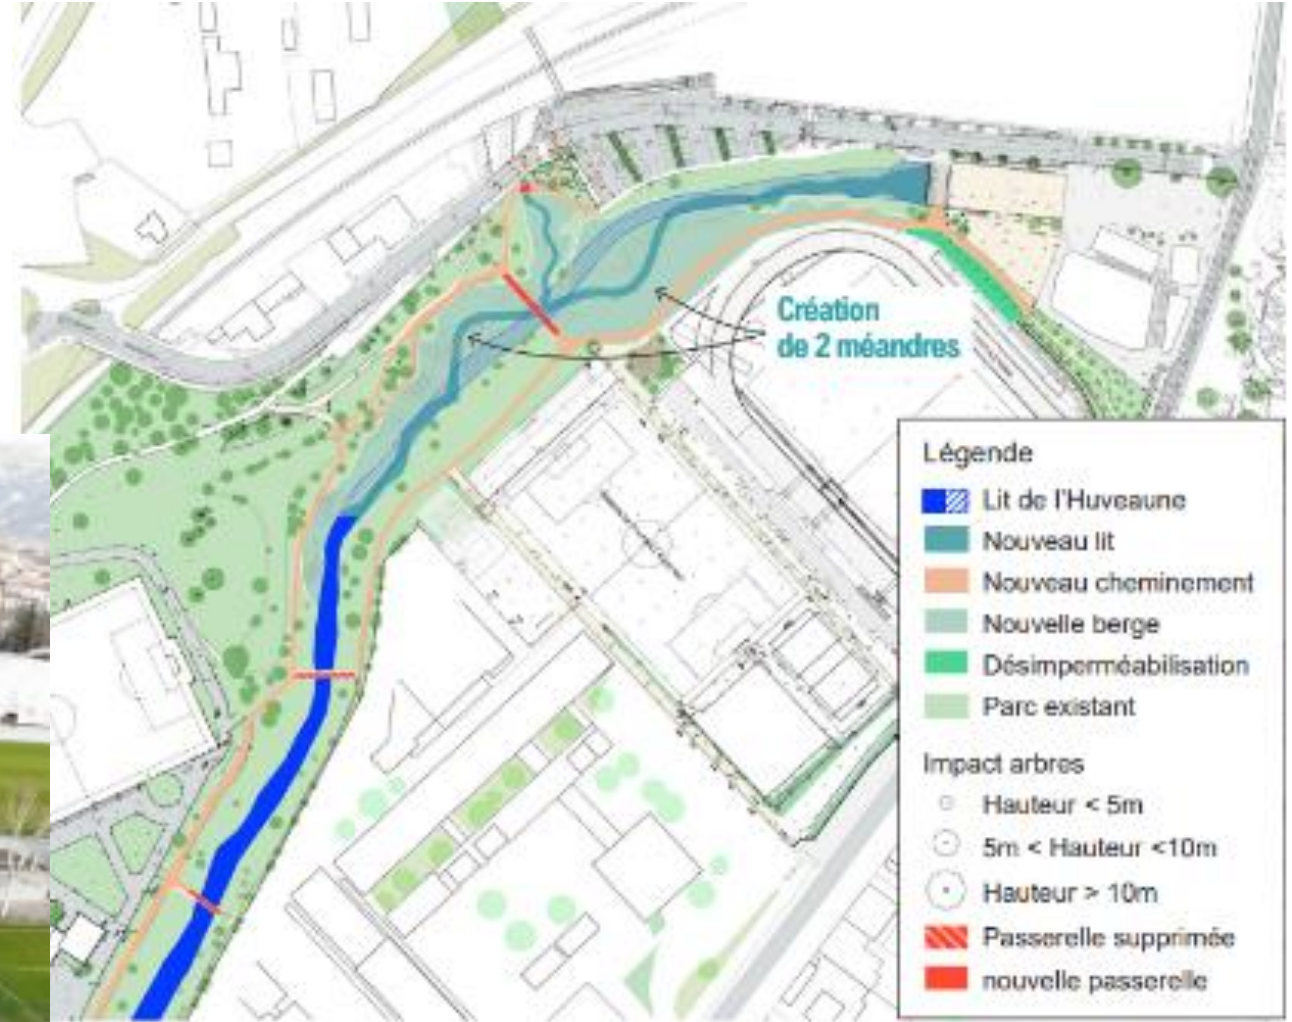 Création
de 2 méandres
Légende
Lit de l'Huveaune
Nouveau lit
Nouveau cheminement
Nouvelle berge
Désimperméabilisation
Parc existant
Impact arbres
Hauteur < 5m
5m < Hauteur <10m
Hauteur > 10m
Passerelle supprimée
nouvelle passerelle